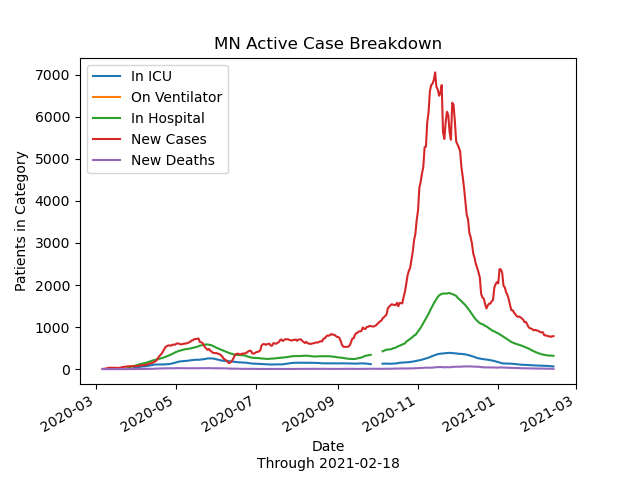 MN Active Case Breakdown
In ICU
On Ventilator
In Hospital
New Cases
New Deaths
Patients in Category
7000
6000
5000
4000
3000
2000
1000
0
2020-03
2020-05
2020-07
2020-09
2020-11
2021-01
2021-03
Date
Through 2021-02-18